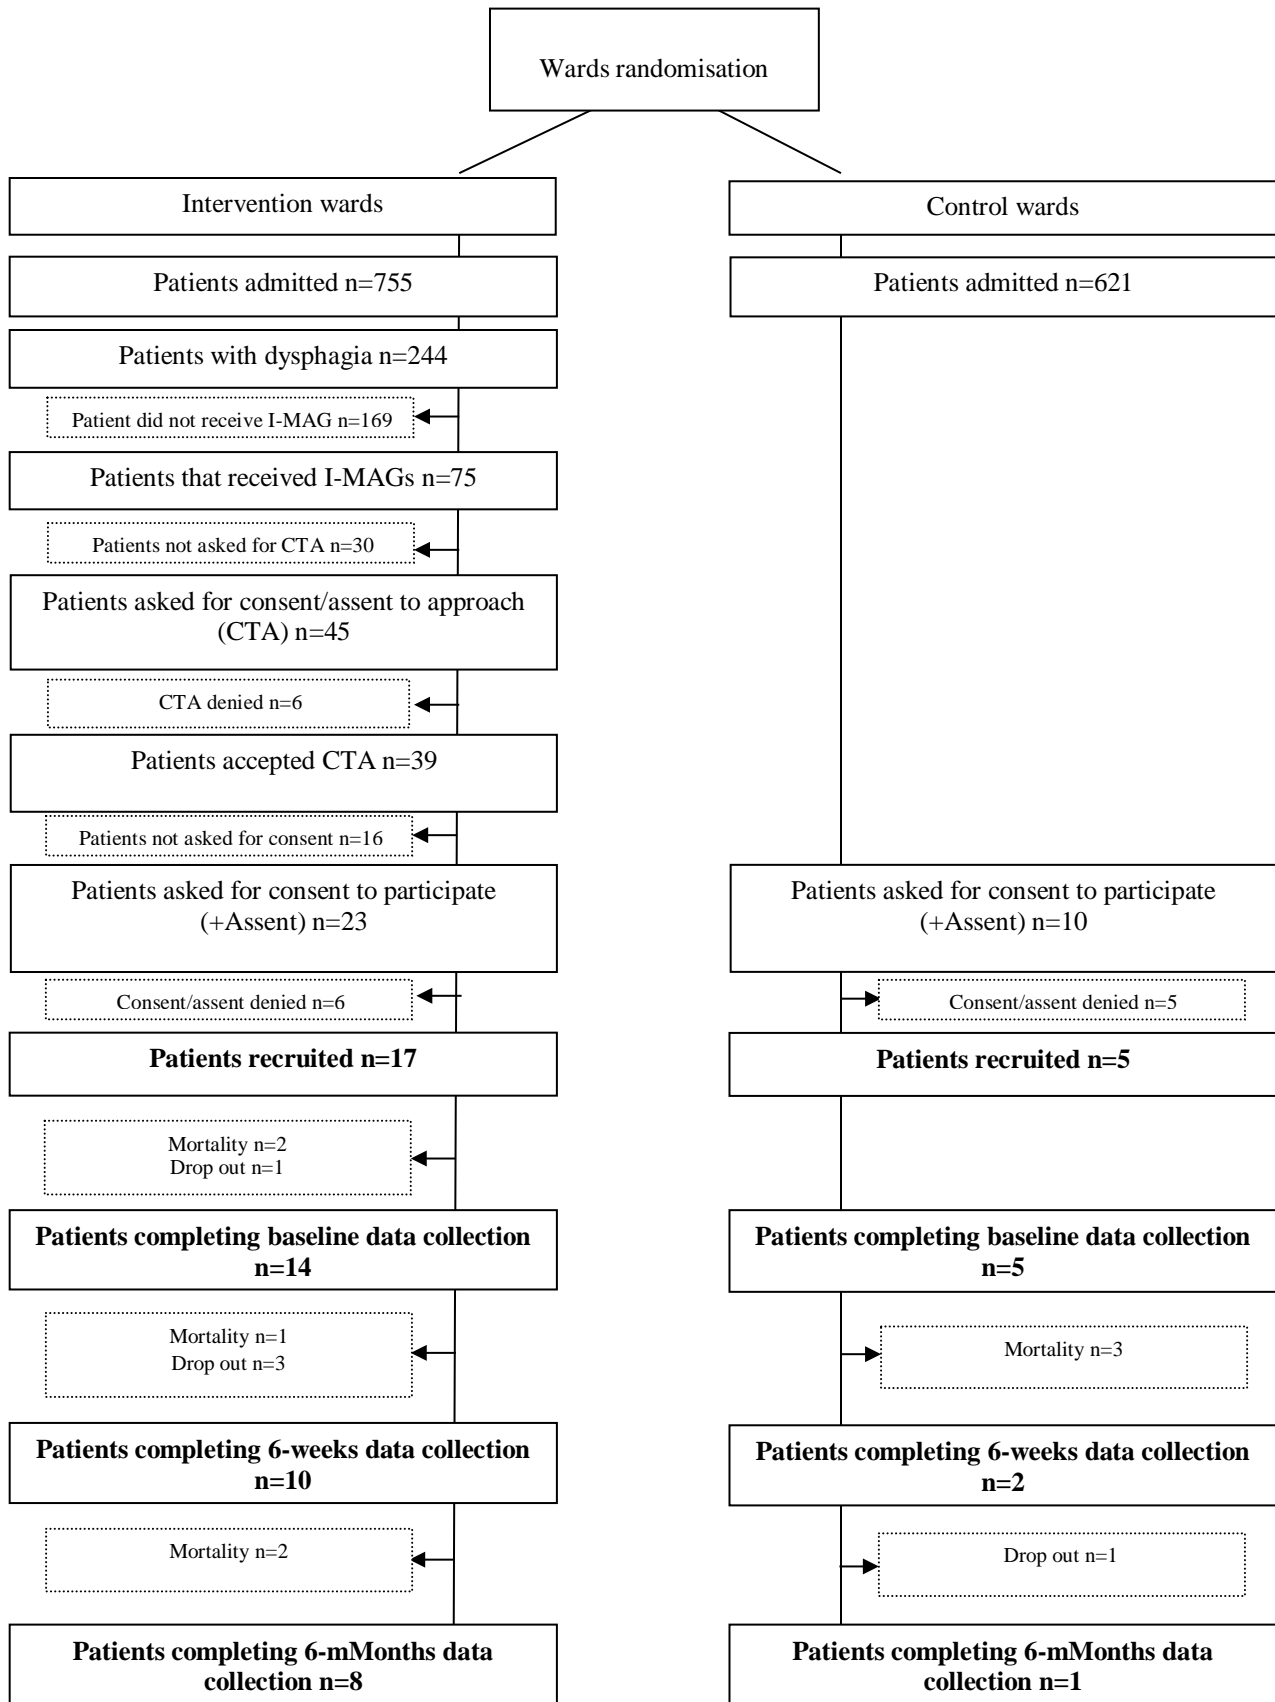 Wards randomisation
Intervention wards
Control wards
Patients admitted n=755
Patients admitted n=621
Patients with dysphagia n=244
Patient did not receive I-MAG n=169
Patients that received I-MAGs n=75
Patients not asked for CTA n=30
Patients asked for consent/assent to approach
(CTA) n=45
CTA denied n=6
Patients accepted CTA n=39
Patients not asked for consent n=16
Patients asked for consent to participate
(+Assent) n=23
Patients asked for consent to participate
(+Assent) n=10
Consent/assent denied n=6
Consent/assent denied n=5
Patients recruited n=17
Patients recruited n=5
Mortality n=2
Drop out n=1
Patients completing baseline data collection
n=14
Patients completing baseline data collection
n=5
Mortality n=1
Drop out n=3
Mortality n=3
Patients completing 6-weeks data collection
n=10
Patients completing 6-weeks data collection
n=2
Mortality n=2
Drop out n=1
Patients completing 6-mMonths data
collection n=8
Patients completing 6-mMonths data
collection n=1